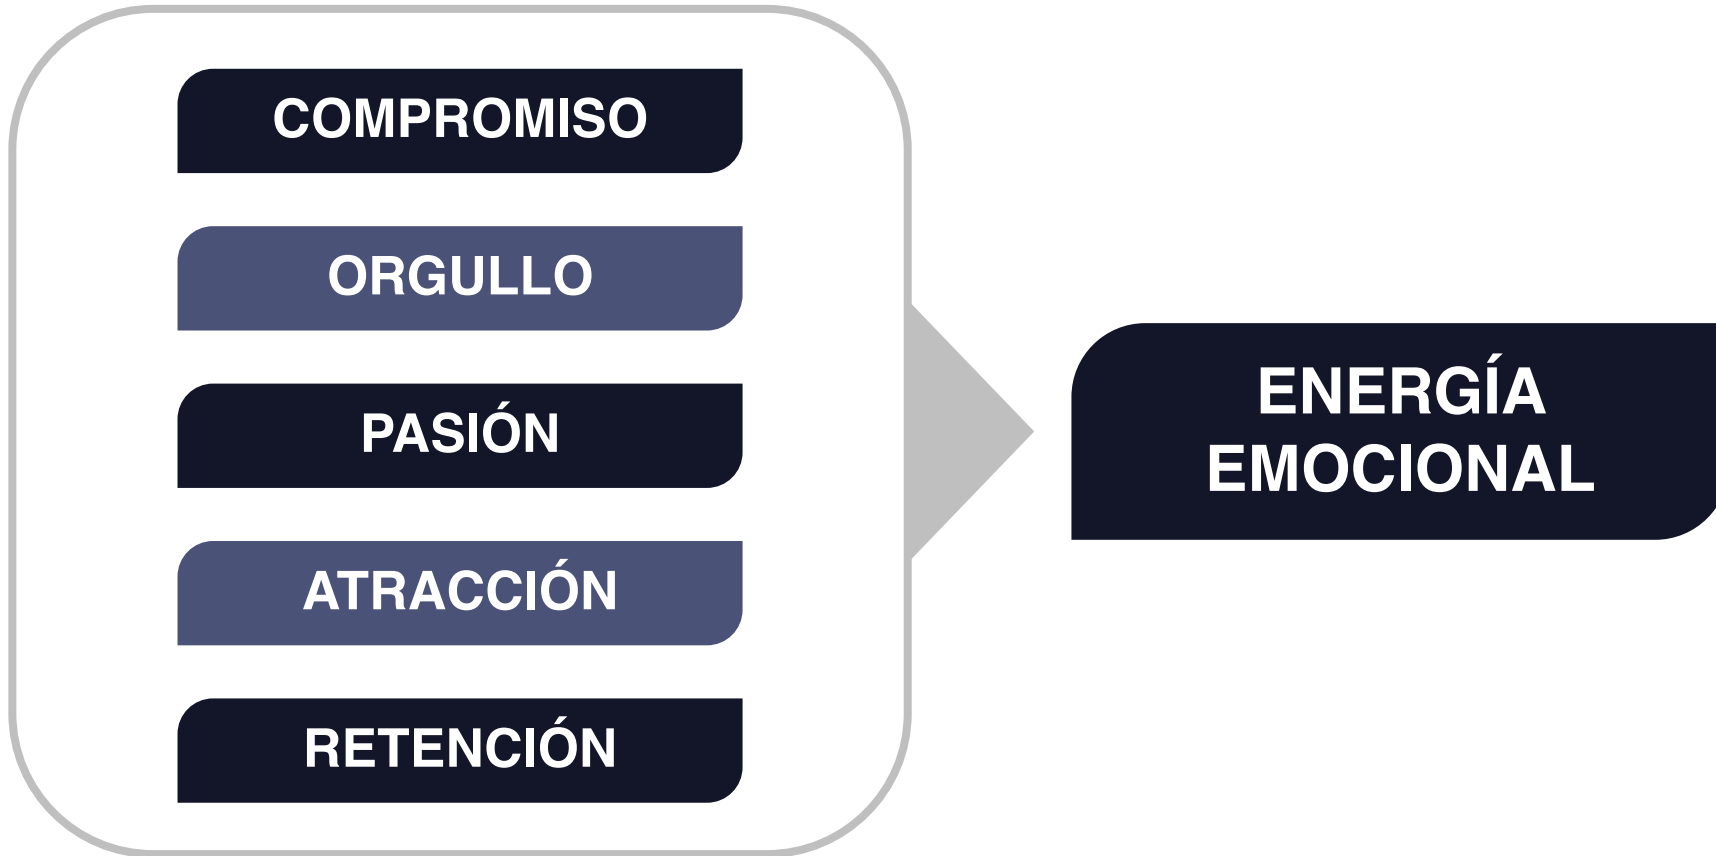 COMPROMISO
ORGULLO
PASIÓN
ATRACCIÓN
RETENCIÓN
ENERGÍA
EMOCIONAL